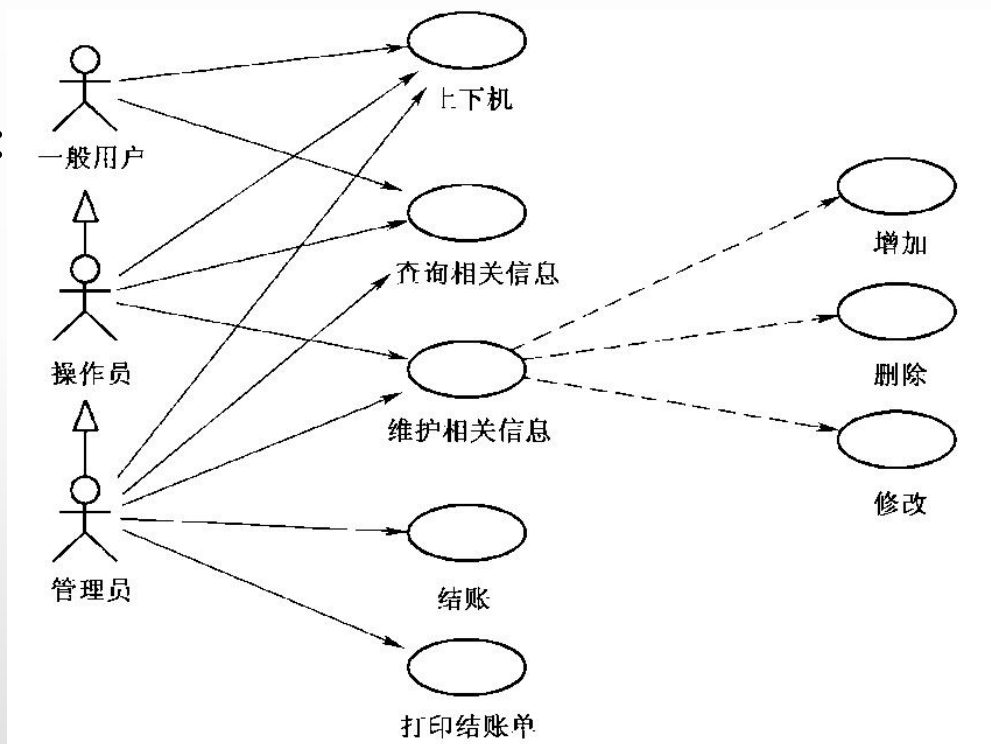 上下机
一般用户
增加
查询相关信息
删除
操作员
维护相关信息
修改
管理员
结账
打印结账单